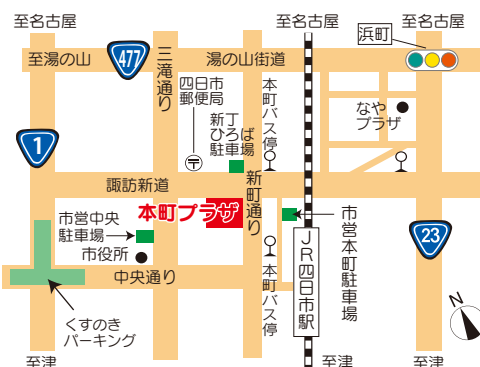 至名古屋
至名古屋
至名古屋
浜町
至湯の山
477
三滝通り
湯の山街道
四日市
郵便局
本町バス停
新丁
ひろば
駐車場
なや
プラザ
1
諏訪新道
新町通り
本町プラザ
市営中央
駐車場
市役所
市営本町駐車場
23
中央通り
本町バス停
JR四日市駅
くすのき
パーキング
N
至津
至津
至津